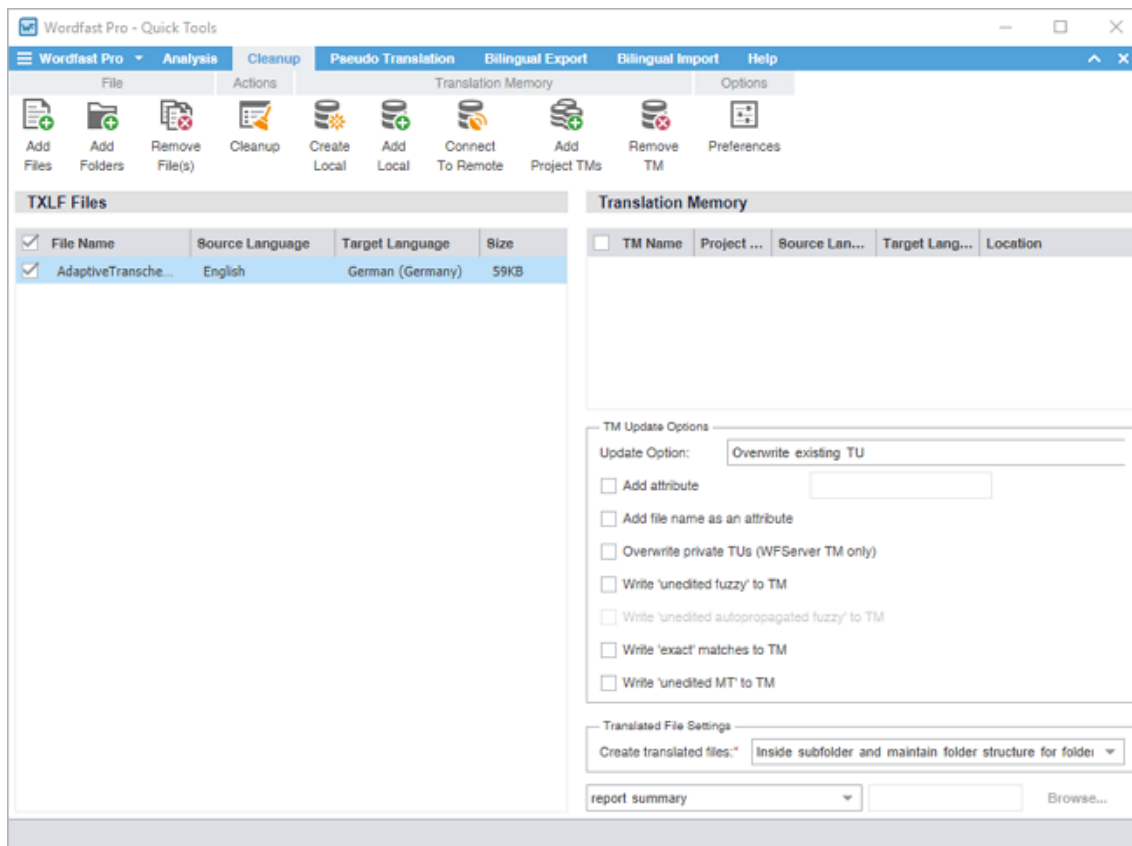 Wordfast Pro - Quick Tools
Wordfast Pro Analysis Cleanup Pseudo Translation Bilingual Export Bilingual Import Help
File Actions Translation Memory Options
Add Files
Add Folders
Remove File(s)
Cleanup
Create Local
Add Local
Connect To Remote
Add Project TMs
Remove TM
Preferences
TXLF Files
File Name Source Language Target Language Size
AdaptiveTransche... English German (Germany) 59KB
Translation Memory
TM Name Project ... Source Lan... Target Lang... Location
TM Update Options
Update Option: Overwrite existing TU
Add attribute
Add file name as an attribute
Overwrite private TUs (WFServer TM only)
Write 'unedited fuzzy' to TM
Write 'unedited autopropagated fuzzy' to TM
Write 'exact' matches to TM
Write 'unedited MT' to TM
Translated File Settings
Create translated files:* Inside subfolder and maintain folder structure for folder
report summary Browse...